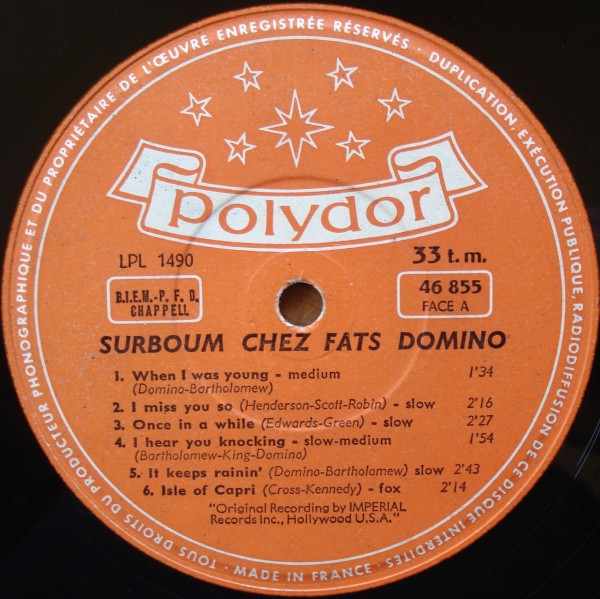 TOUS DROITS DU PRODUCTEUR PHONOGRAPHIQUE ET DU PROPRIÉTAIRE DE L'ŒUVRE ENREGISTRÉE RÉSERVÉS · DUPLICATION, EXÉCUTION PUBLIQUE, RADIODIFFUSION DE CE DISQUE INTERDITES · MADE IN FRANCE ·
Polydor
LPL 1490
33 t.m.
B.I.E.M.-P. F. D.
CHAPPELL
46 855
FACE A
SURBOUM CHEZ FATS DOMINO
1. When I was young - medium 1'34
(Domino-Bartholomew)
2. I miss you so (Henderson-Scott-Robin) - slow 2'16
3. Once in a while (Edwards-Green) - slow 2'27
4. I hear you knocking - slow-medium 1'54
(Bartholomew-King-Domino)
5. It keeps rainin' (Domino-Bartholomew) slow 2'43
6. Isle of Capri (Cross-Kennedy) - fox 2'14
"Original Recording by IMPERIAL
Records Inc., Hollywood U.S.A."